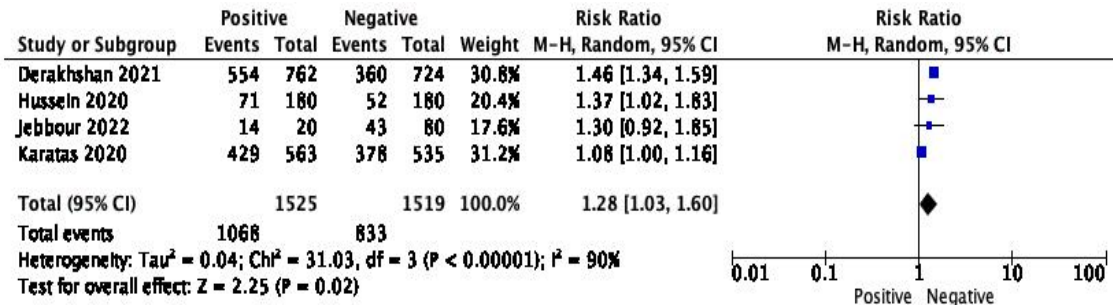 Positive Negative Risk Ratio Risk Ratio
Study or Subgroup Events Total Events Total Weight M-H, Random, 95% CI M-H, Random, 95% CI
Derakhshan 2021 554 762 360 724 30.8% 1.46 [1.34, 1.59]
Hussein 2020 71 180 52 180 20.4% 1.37 [1.02, 1.83]
Jebbour 2022 14 20 43 80 17.6% 1.30 [0.92, 1.85]
Karatas 2020 429 563 378 535 31.2% 1.08 [1.00, 1.16]
Total (95% CI) 1525 1519 100.0% 1.28 [1.03, 1.60]
Total events 1068 833
Heterogeneity: Tau² = 0.04; Chi² = 31.03, df = 3 (P < 0.00001); I² = 90%
Test for overall effect: Z = 2.25 (P = 0.02)
0.01 0.1 1 10 100
Positive Negative